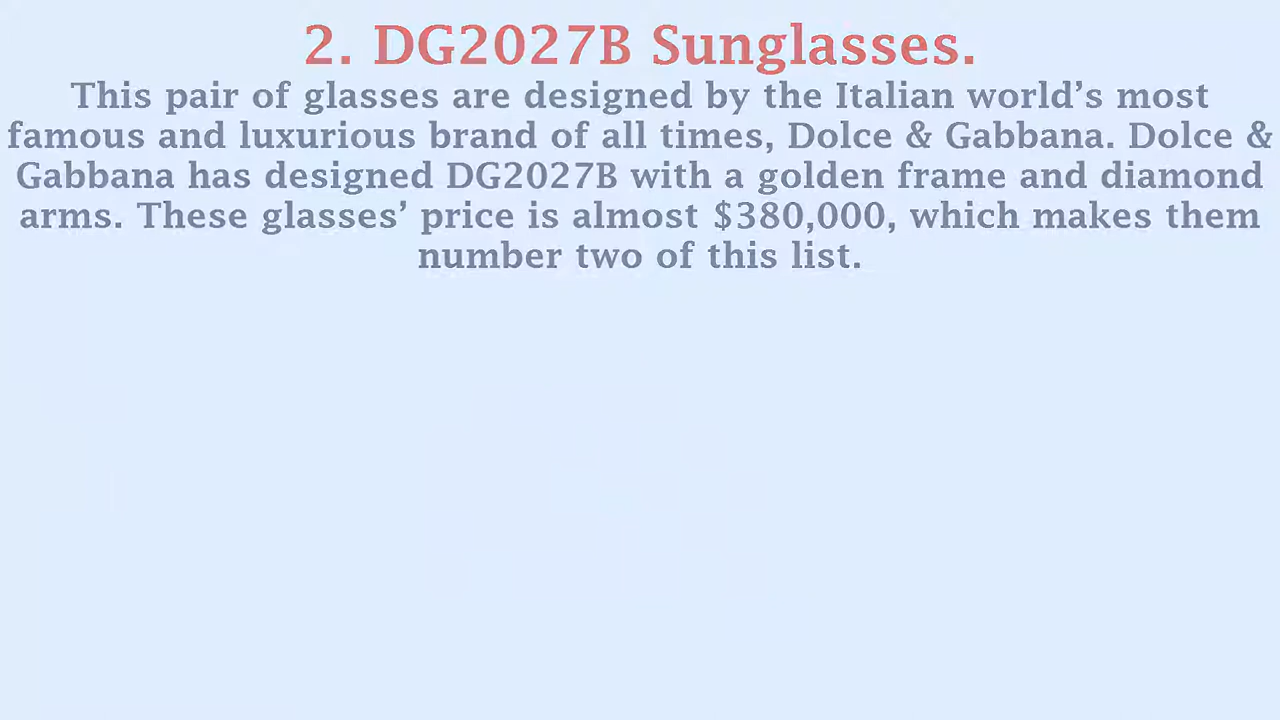 2. DG2027B Sunglasses.
This pair of glasses are designed by the Italian world’s most
famous and luxurious brand of all times, Dolce & Gabbana. Dolce &
Gabbana has designed DG2027B with a golden frame and diamond
arms. These glasses’ price is almost $380,000, which makes them
number two of this list.